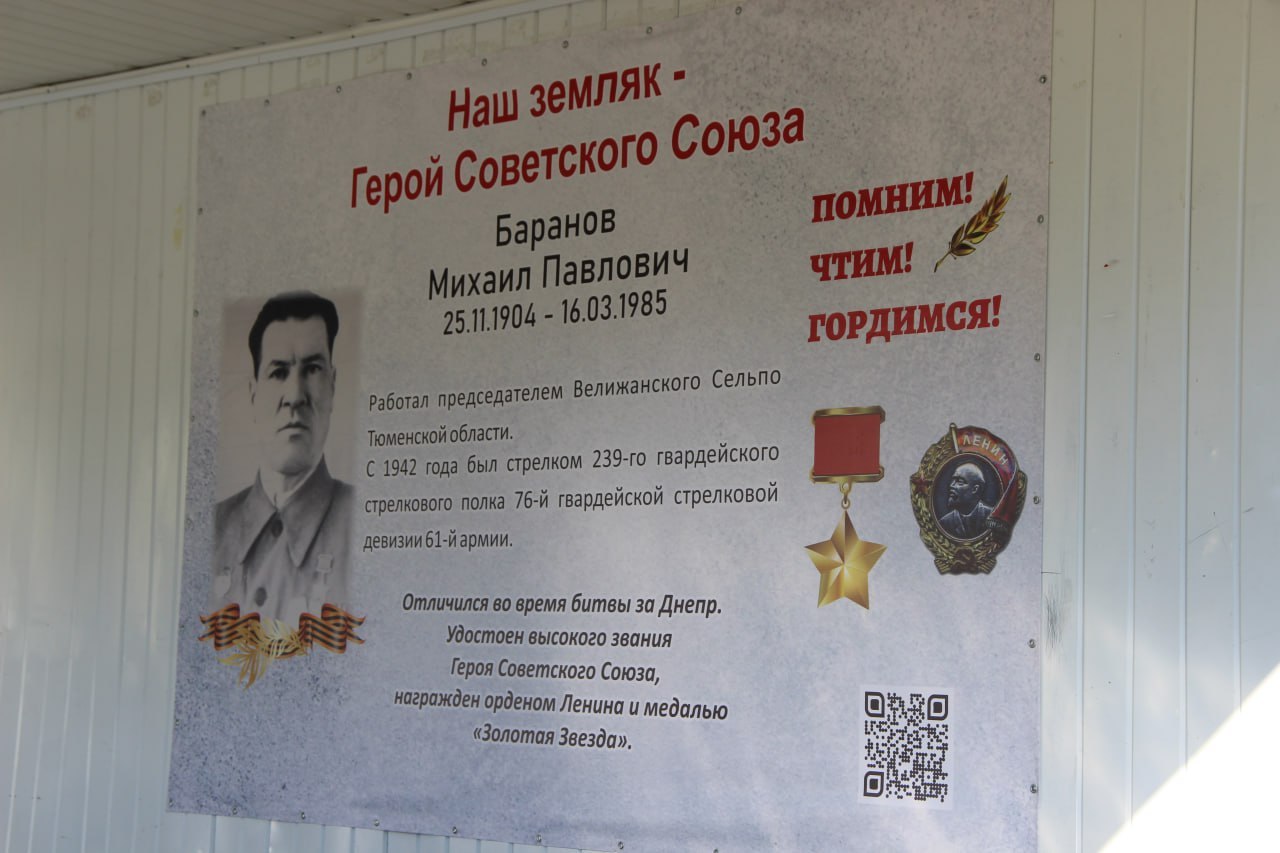 Наш земляк -
Герой Советского Союза
Баранов
Михаил Павлович
25.11.1904 - 16.03.1985
ПОМНИМ!
ЧТИМ!
ГОРДИМСЯ!
Работал председателем Велижанского Сельпо
Тюменской области.
С 1942 года был стрелком 239-го гвардейского
стрелкового полка 76-й гвардейской стрелковой
девизии 61-й армии.
ЛЕНИН
Отличился во время битвы за Днепр.
Удостоен высокого звания
Героя Советского Союза,
награжден орденом Ленина и медалью
«Золотая Звезда».